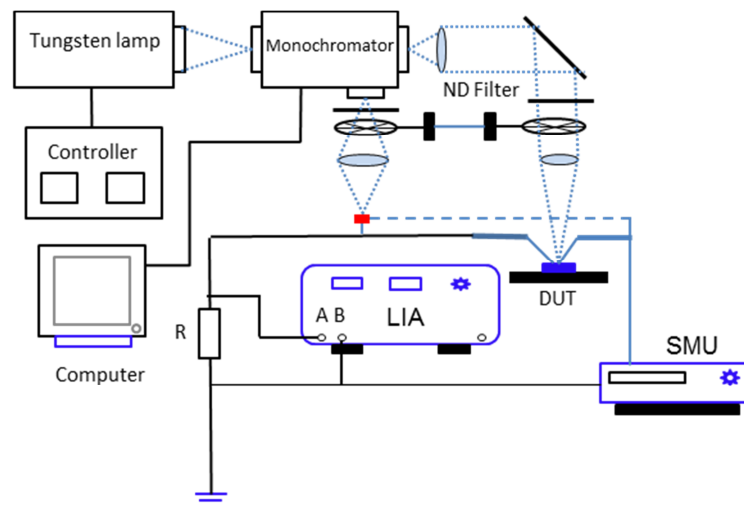 Tungsten lamp
Monochromator
ND Filter
Controller
DUT
A B
LIA
R
SMU
Computer